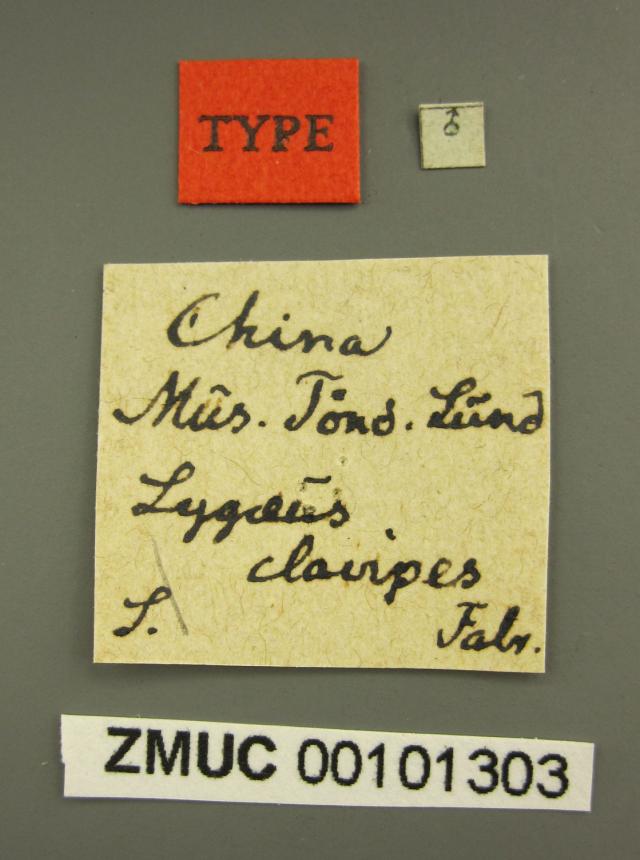 TYPE
♂
China
Mûs. Tönd. Lünd
Lygæus
clavipes
S. Fabr.
ZMUC 00101303